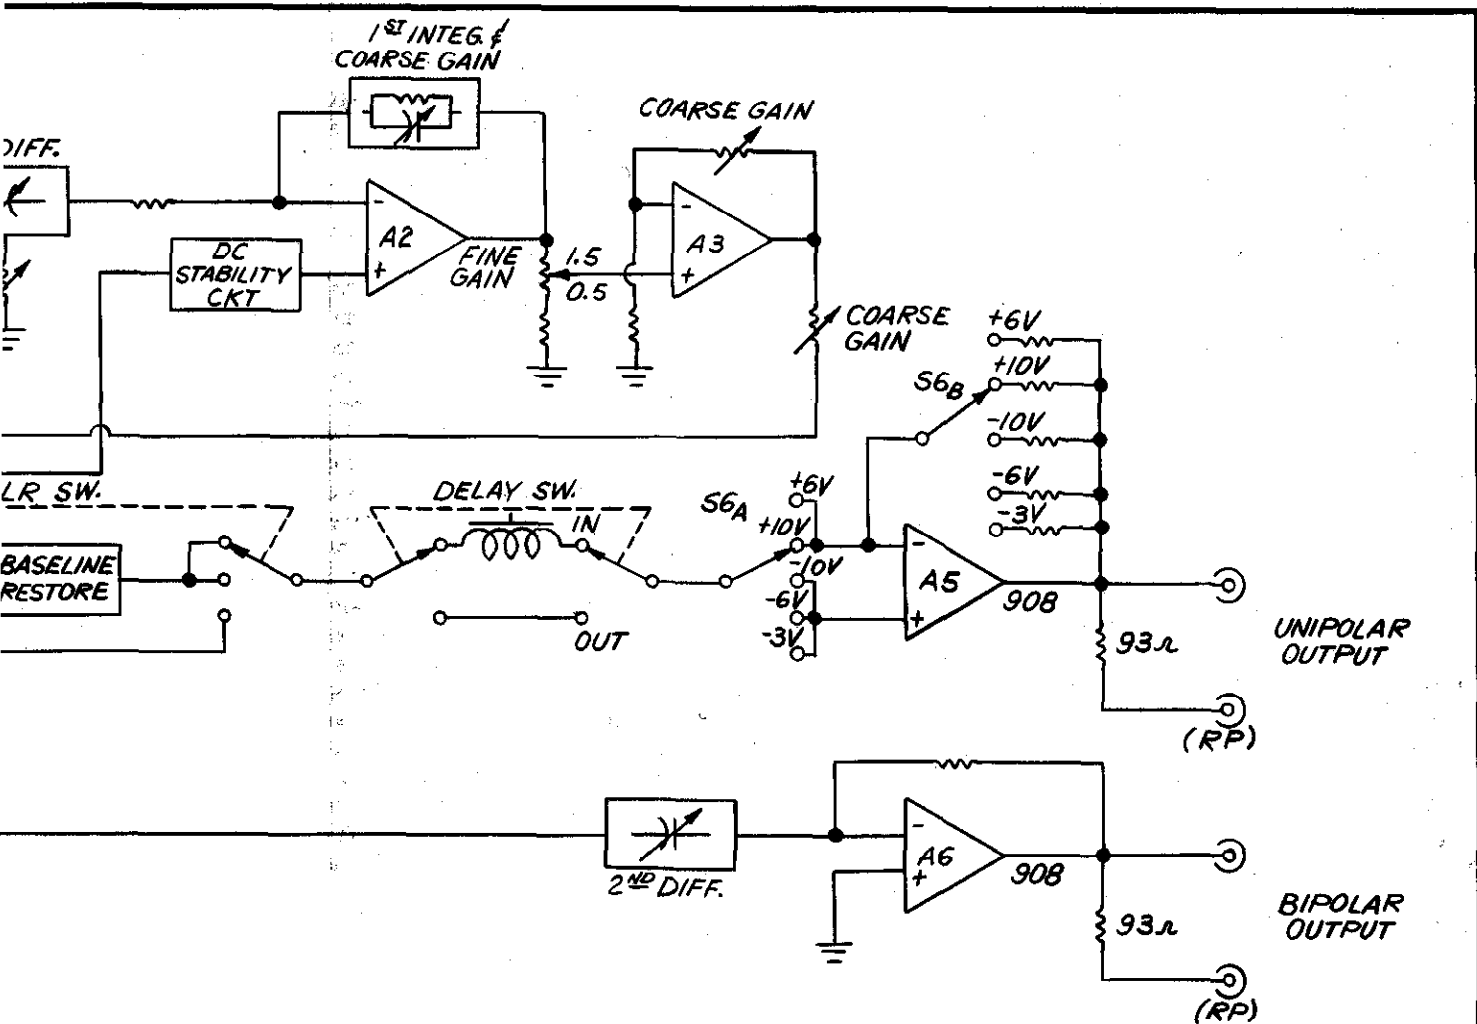 1ST INTEG. &
COARSE GAIN
COARSE GAIN
DIFF.
-
A2
+
DC
STABILITY
CKT
FINE
GAIN
1.5
0.5
-
A3
+
COARSE
GAIN
+6V
+10V
S6B
-10V
-6V
-3V
LR SW.
DELAY SW.
IN
OUT
S6A
+6V
+10V
-10V
-6V
-3V
BASELINE
RESTORE
-
A5
+
908
93Ω
UNIPOLAR
OUTPUT
(RP)
2ND DIFF.
-
A6
+
908
93Ω
BIPOLAR
OUTPUT
(RP)